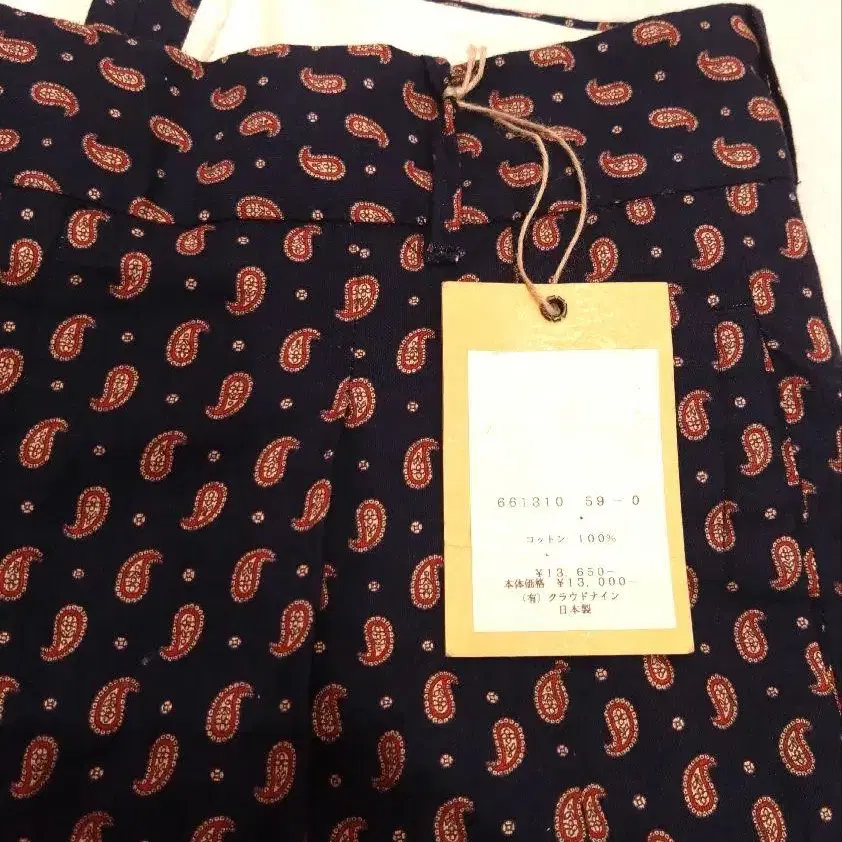 661310 59-0
コットン 100%
¥13,650-
本体価格 ¥13,000-
(有)クラウドナイン
日本製